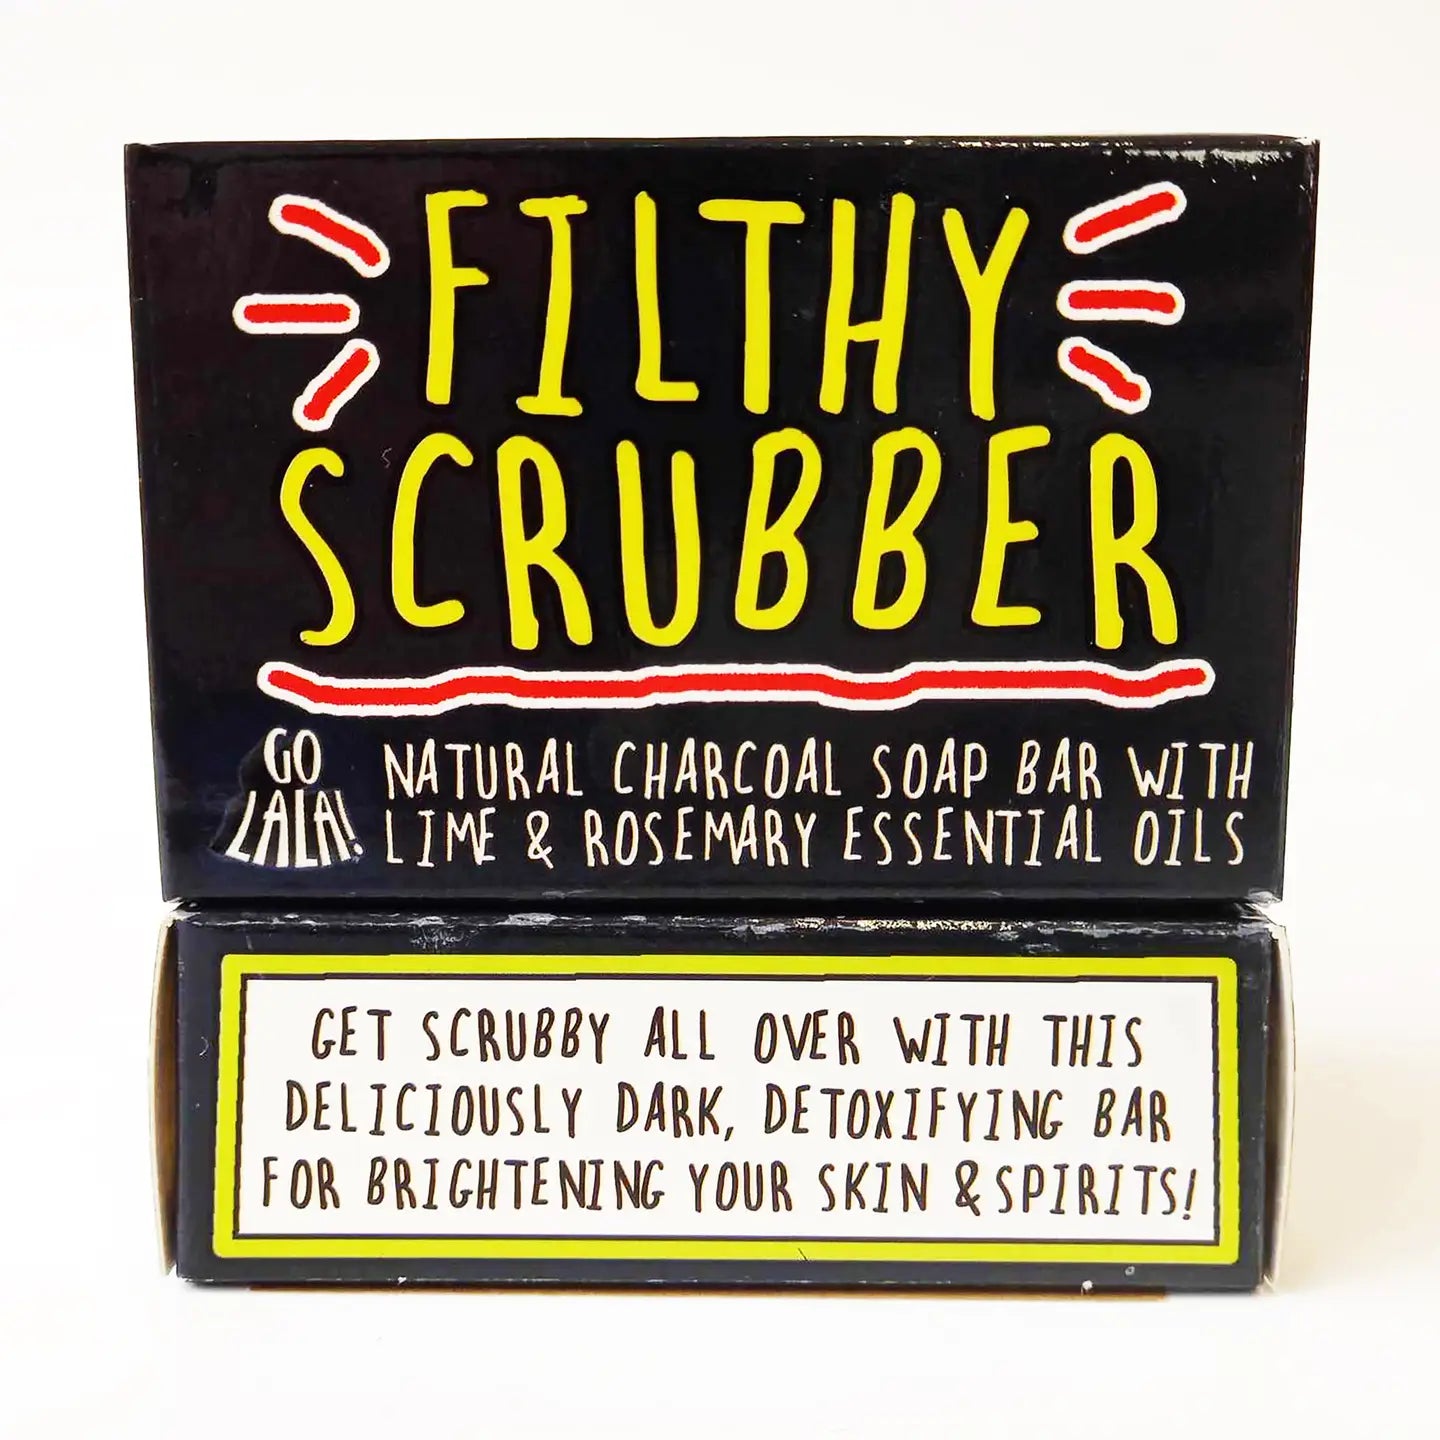 FILTHY
SCRUBBER
GO
LALA!
NATURAL CHARCOAL SOAP BAR WITH
LIME & ROSEMARY ESSENTIAL OILS
GET SCRUBBY ALL OVER WITH THIS
DELICIOUSLY DARK, DETOXIFYING BAR
FOR BRIGHTENING YOUR SKIN & SPIRITS!